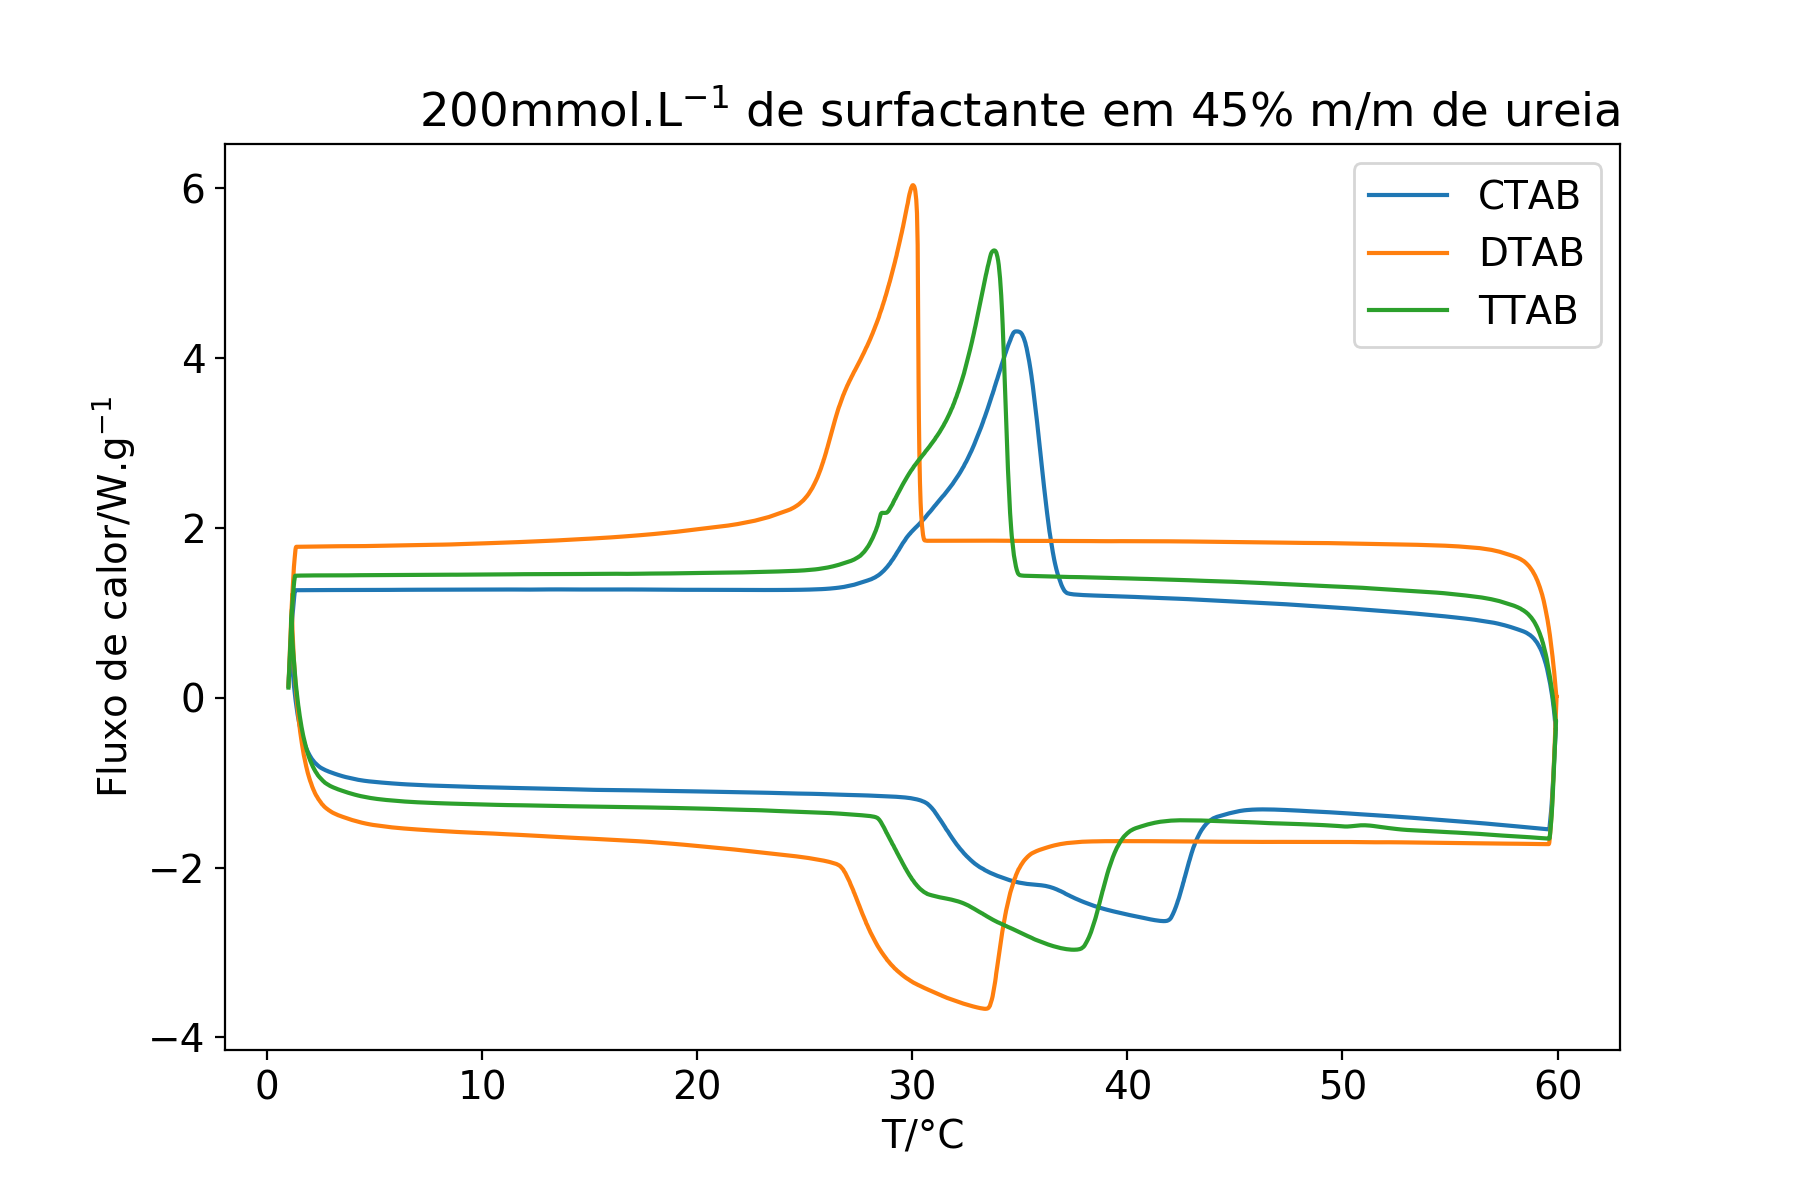 200mmol.L⁻¹ de surfactante em 45% m/m de ureia
CTAB
DTAB
TTAB
Fluxo de calor/W.g⁻¹
6
4
2
0
−2
−4
0 10 20 30 40 50 60
T/°C